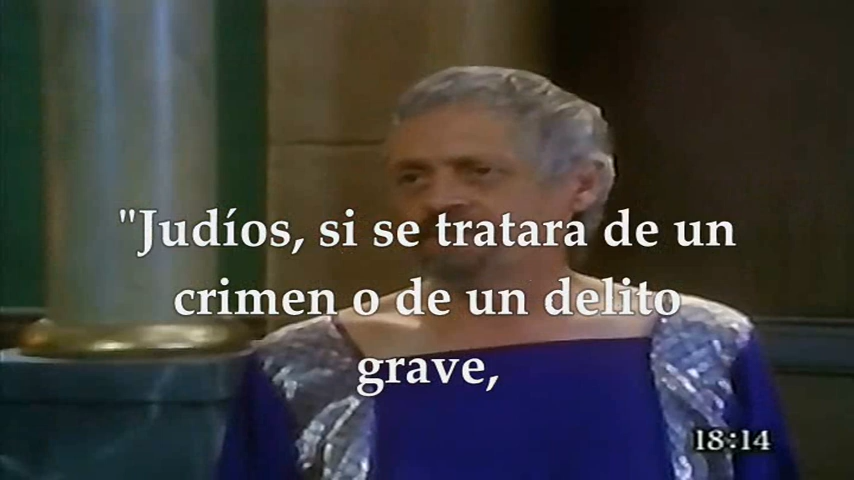 "Judíos, si se tratara de un
crimen o de un delito
grave,
18:14